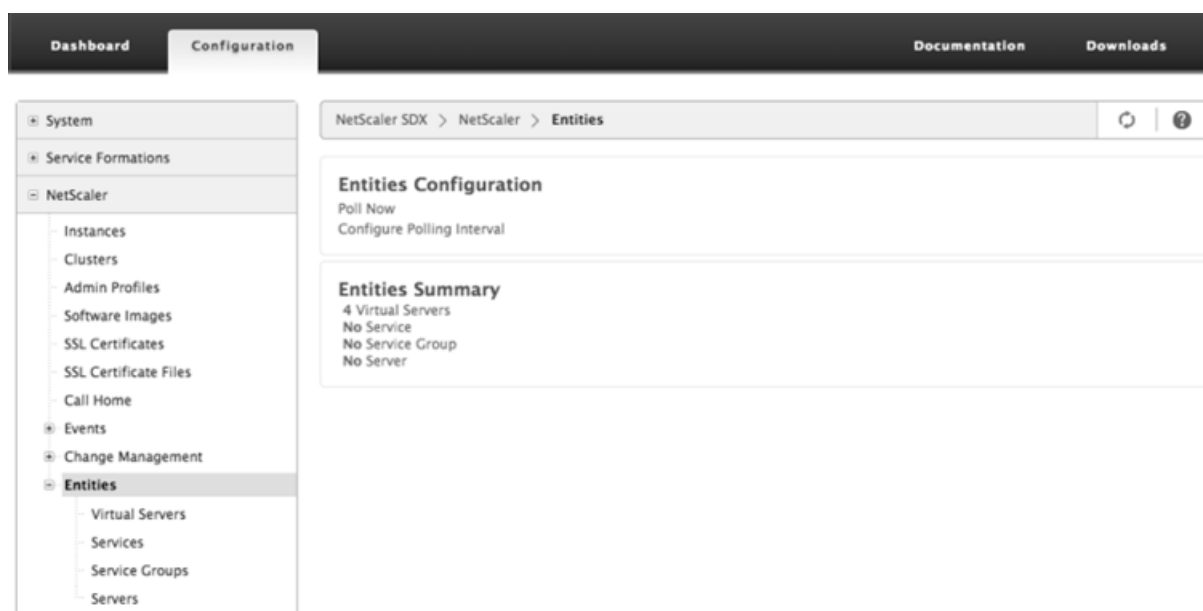 Dashboard Configuration Documentation Downloads
System
Service Formations
NetScaler
Instances
Clusters
Admin Profiles
Software Images
SSL Certificates
SSL Certificate Files
Call Home
Events
Change Management
Entities
Virtual Servers
Services
Service Groups
Servers
NetScaler SDX > NetScaler > Entities
Entities Configuration
Poll Now
Configure Polling Interval
Entities Summary
4 Virtual Servers
No Service
No Service Group
No Server